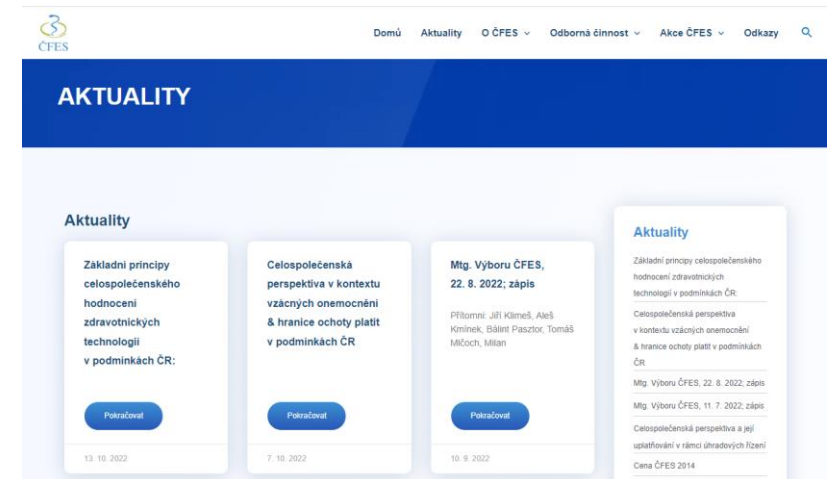 ČFES
Domů
Aktuality
O ČFES
Odborná činnost
Akce ČFES
Odkazy
AKTUALITY
Aktuality
Základní principy
celospolečenského
hodnocení
zdravotnických
technologií
v podmínkách ČR:
Pokračovat
13. 10. 2022
Celospolečenská
perspektiva v kontextu
vzácných onemocnění
& hranice ochoty platit
v podmínkách ČR
Pokračovat
7. 10. 2022
Mtg. Výboru ČFES,
22. 8. 2022; zápis
Přítomni: Jiří Klimeš, Aleš
Kmínek, Bálint Pasztor, Tomáš
Mičoch, Milan
Pokračovat
10. 9. 2022
Aktuality
Základní principy celospolečenského
hodnocení zdravotnických
technologií v podmínkách ČR:
Celospolečenská perspektiva
v kontextu vzácných onemocnění
& hranice ochoty platit v podmínkách
ČR
Mtg. Výboru ČFES, 22. 8. 2022; zápis
Mtg. Výboru ČFES, 11. 7. 2022; zápis
Celospolečenská perspektiva a její
uplatňování v rámci úhradových řízení
Cena ČFES 2014